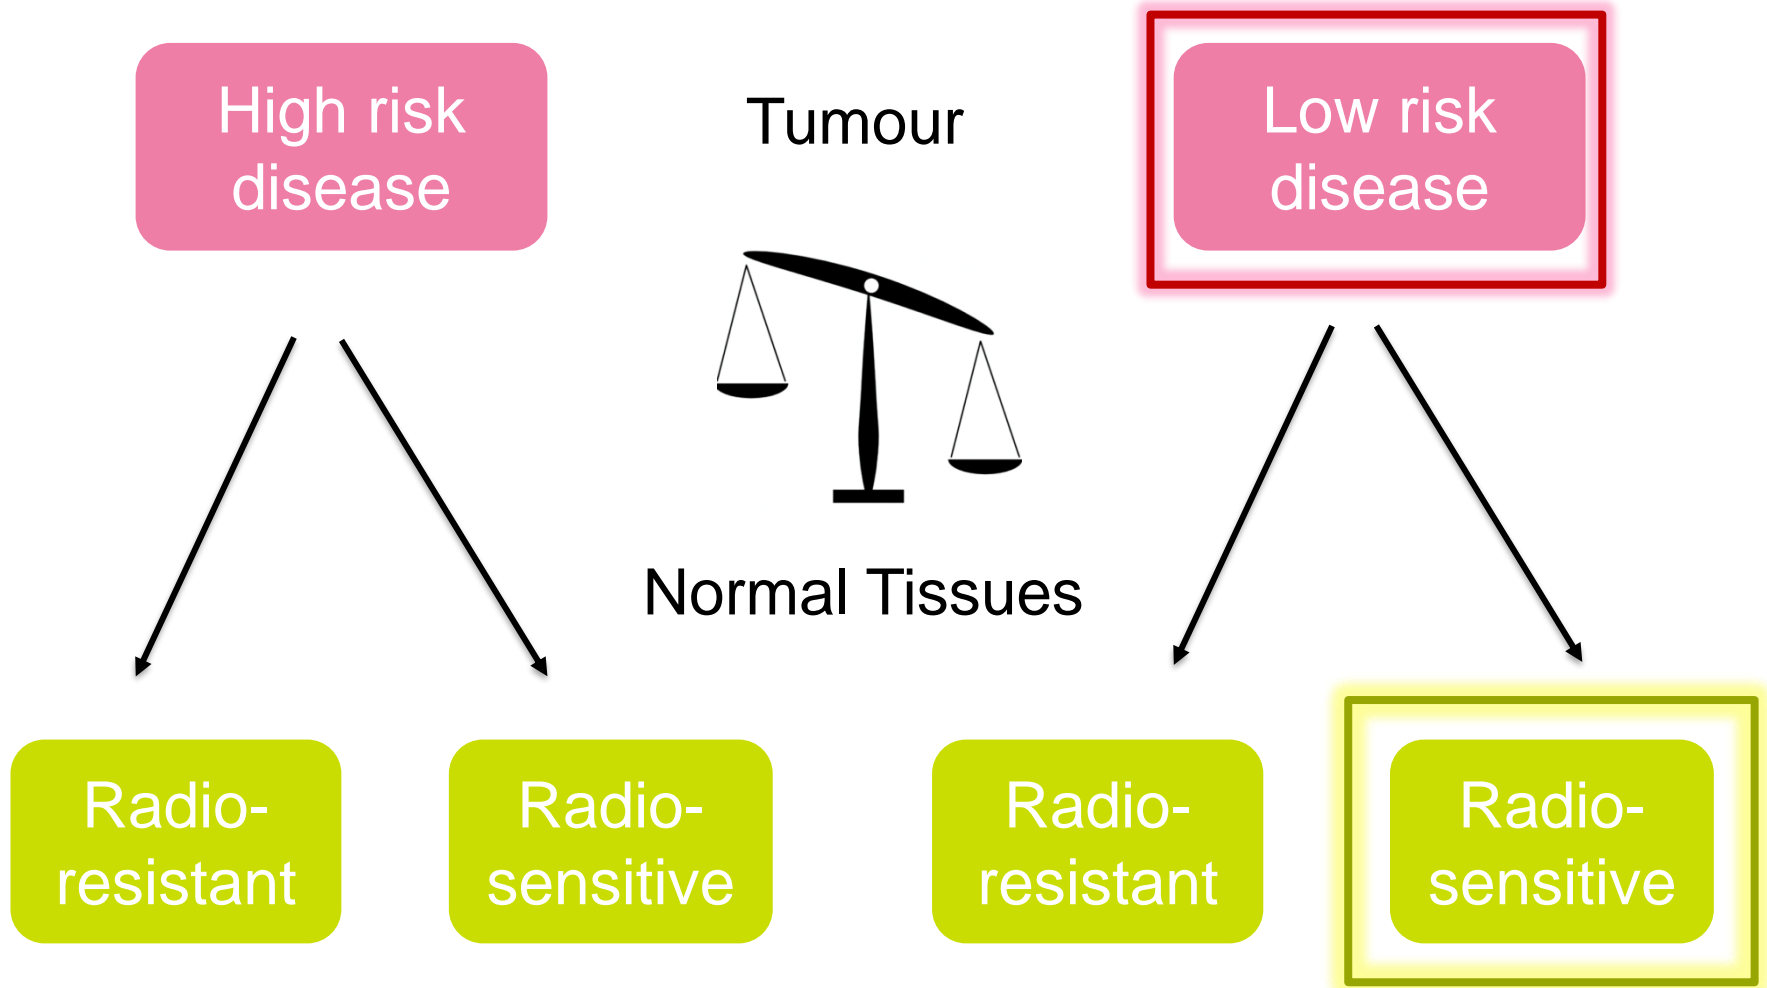 High risk
disease
Tumour
Low risk
disease
Normal Tissues
Radio-
resistant
Radio-
sensitive
Radio-
resistant
Radio-
sensitive